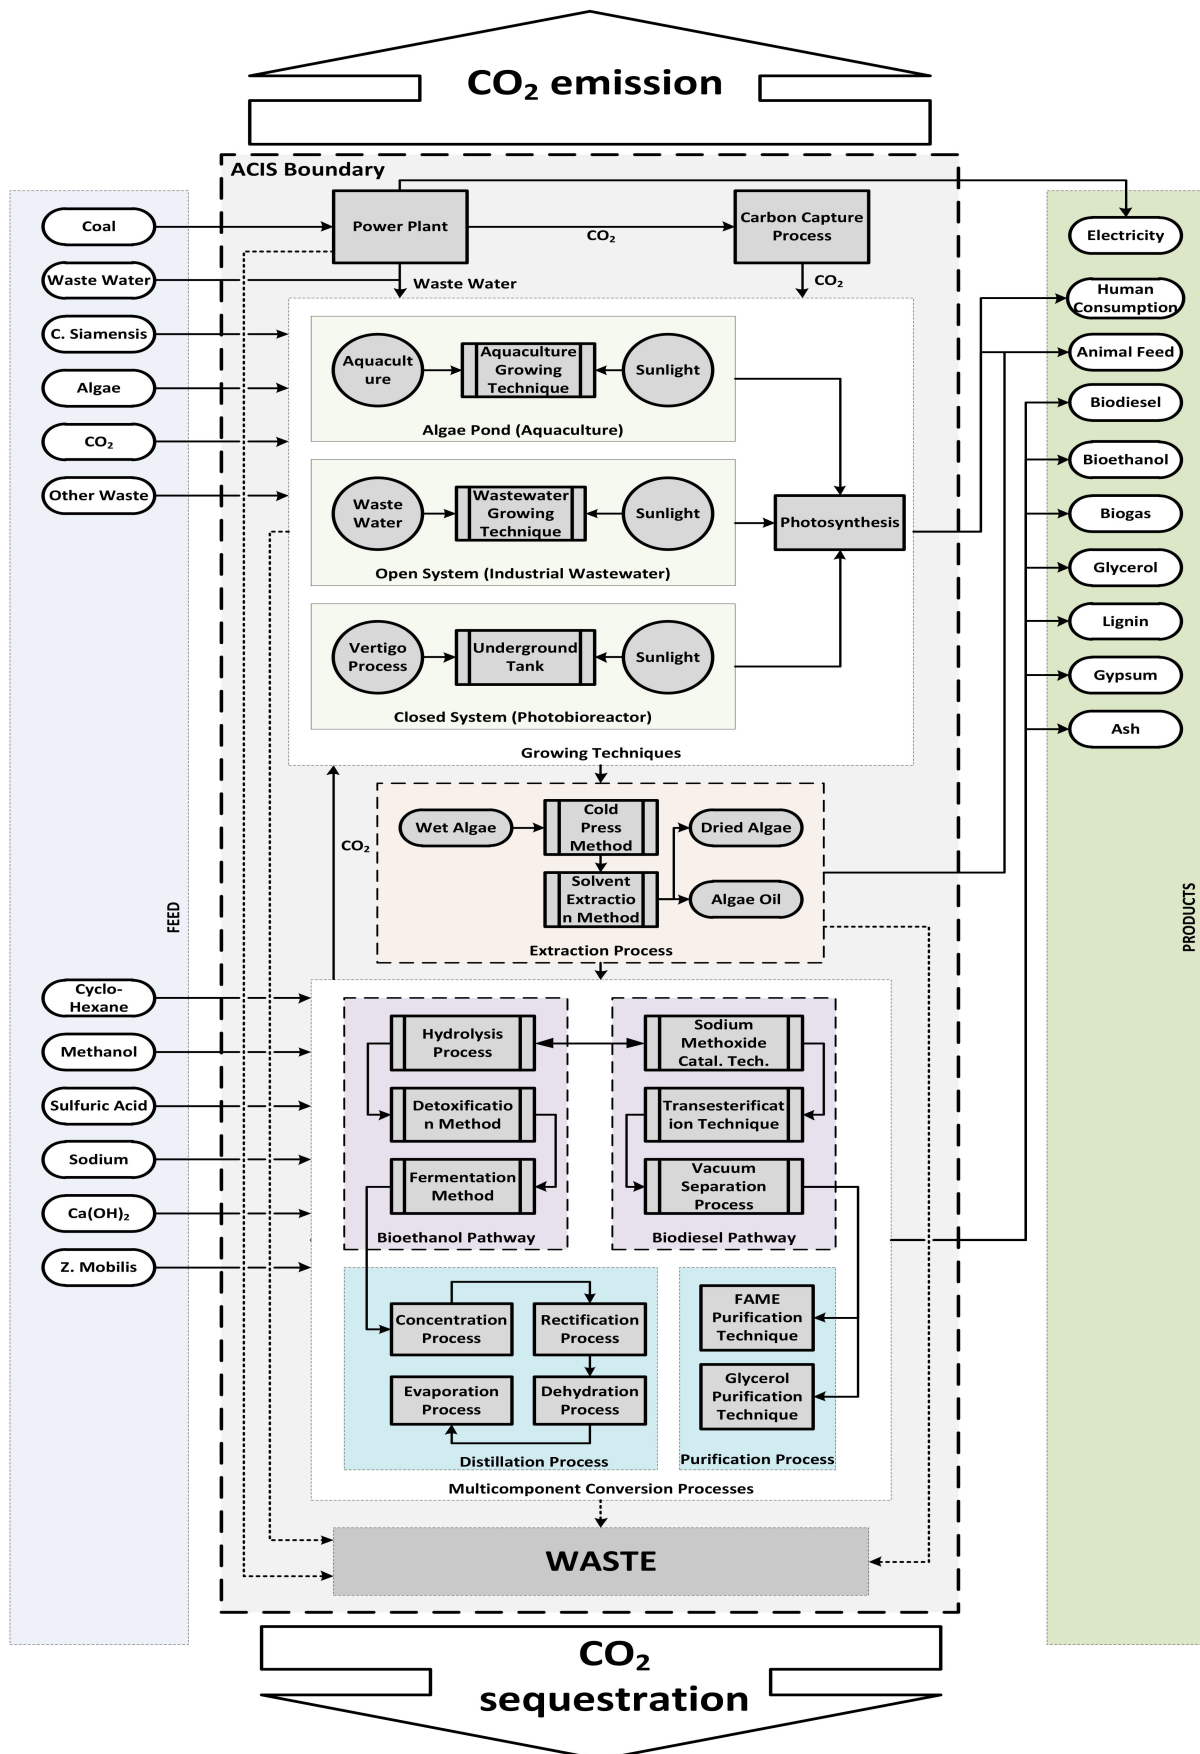 CO₂ emission
ACIS Boundary
Coal
Power Plant
CO₂
Carbon Capture
Process
Electricity
Waste Water
Waste Water
CO₂
Human
Consumption
C. Siamensis
Algae
CO₂
Other Waste
Aquacult
ure
Aquaculture
Growing
Technique
Sunlight
Algae Pond (Aquaculture)
Waste
Water
Wastewater
Growing
Technique
Sunlight
Open System (Industrial Wastewater)
Photosynthesis
Vertigo
Process
Underground
Tank
Sunlight
Closed System (Photobioreactor)
Growing Techniques
Animal Feed
Biodiesel
Bioethanol
Biogas
Glycerol
Lignin
Gypsum
Ash
CO₂
Wet Algae
Cold
Press
Method
Dried Algae
Solvent
Extractio
n Method
Algae Oil
Extraction Process
FEED
PRODUCTS
Cyclo-
Hexane
Methanol
Sulfuric Acid
Sodium
Ca(OH)₂
Z. Mobilis
Hydrolysis
Process
Detoxificatio
n Method
Fermentation
Method
Bioethanol Pathway
Sodium
Methoxide
Catal. Tech.
Transesterificat
ion Technique
Vacuum
Separation
Process
Biodiesel Pathway
Concentration
Process
Rectification
Process
Evaporation
Process
Dehydration
Process
Distillation Process
FAME
Purification
Technique
Glycerol
Purification
Technique
Purification Process
Multicomponent Conversion Processes
WASTE
CO₂
sequestration